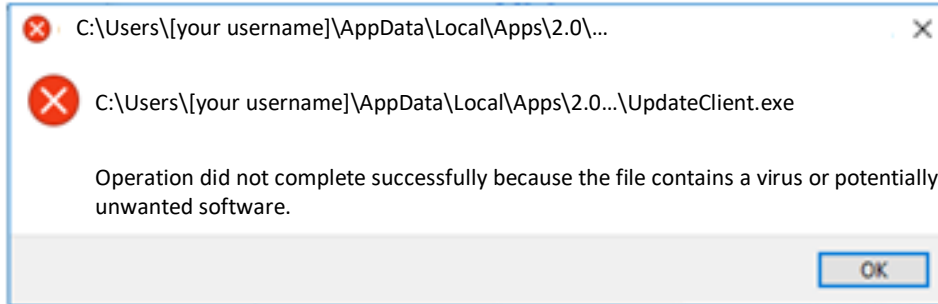 C:\Users\[your username]\AppData\Local\Apps\2.0\...
C:\Users\[your username]\AppData\Local\Apps\2.0...\UpdateClient.exe
Operation did not complete successfully because the file contains a virus or potentially
unwanted software.
OK